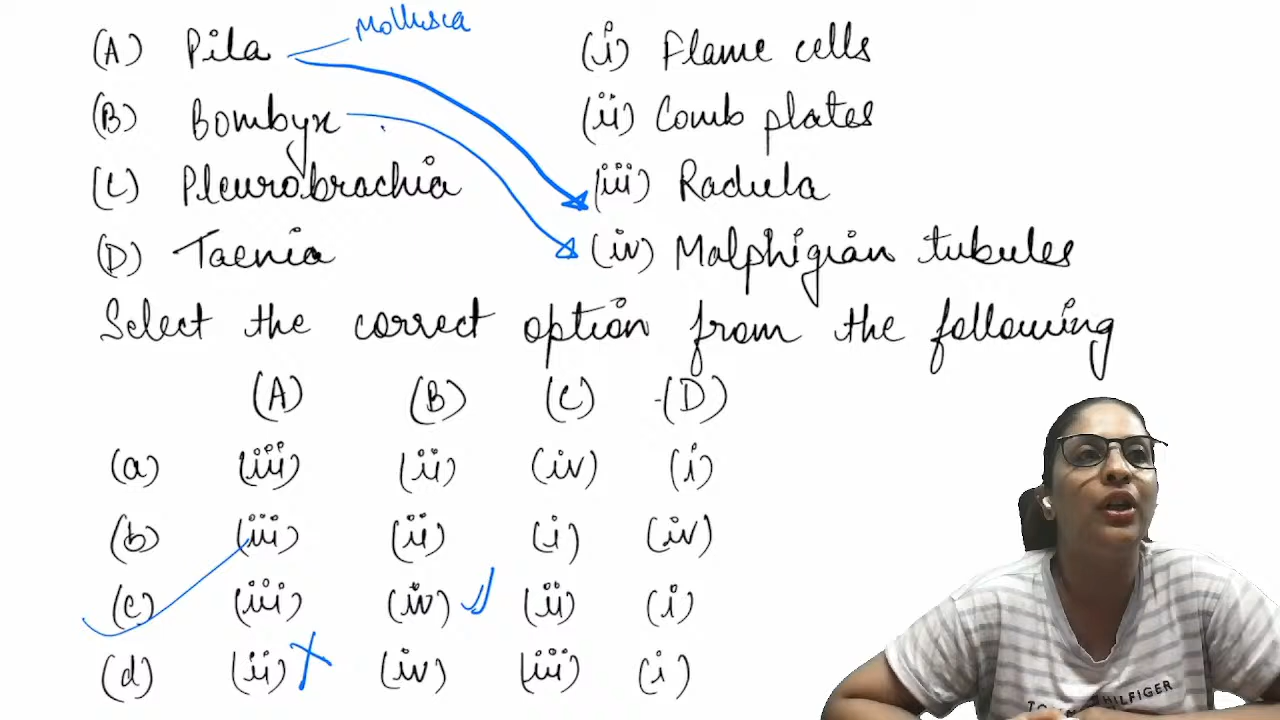 Mollusca
(A) Pila (i) Flame cells
(B) Bombyx (ii) Comb plates
(C) Pleurobrachia (iii) Radula
(D) Taenia (iv) Malphigian tubules
Select the correct option from the following
(A) (B) (C) (D)
(a) (iii) (ii) (iv) (i)
(b) (iii) (ii) (i) (iv)
(c) (iii) (iv) (ii) (i)
(d) (ii) (iv) (iii) (i)
HILFIGER